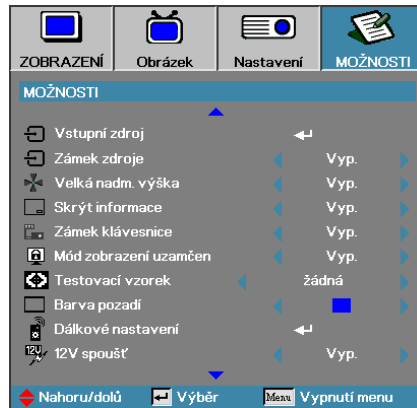 ZOBRAZENÍ Obrázek Nastavení MOŽNOSTI
MOŽNOSTI
Vstupní zdroj
Zámek zdroje Vyp.
Velká nadm. výška Vyp.
Skrýt informace Vyp.
Zámek klávesnice Vyp.
Mód zobrazení uzamčen Vyp.
Testovací vzorek žádná
Barva pozadí
Dálkové nastavení
12V 12V spoušť Vyp.
Nahoru/dolů Výběr Menu Vypnutí menu